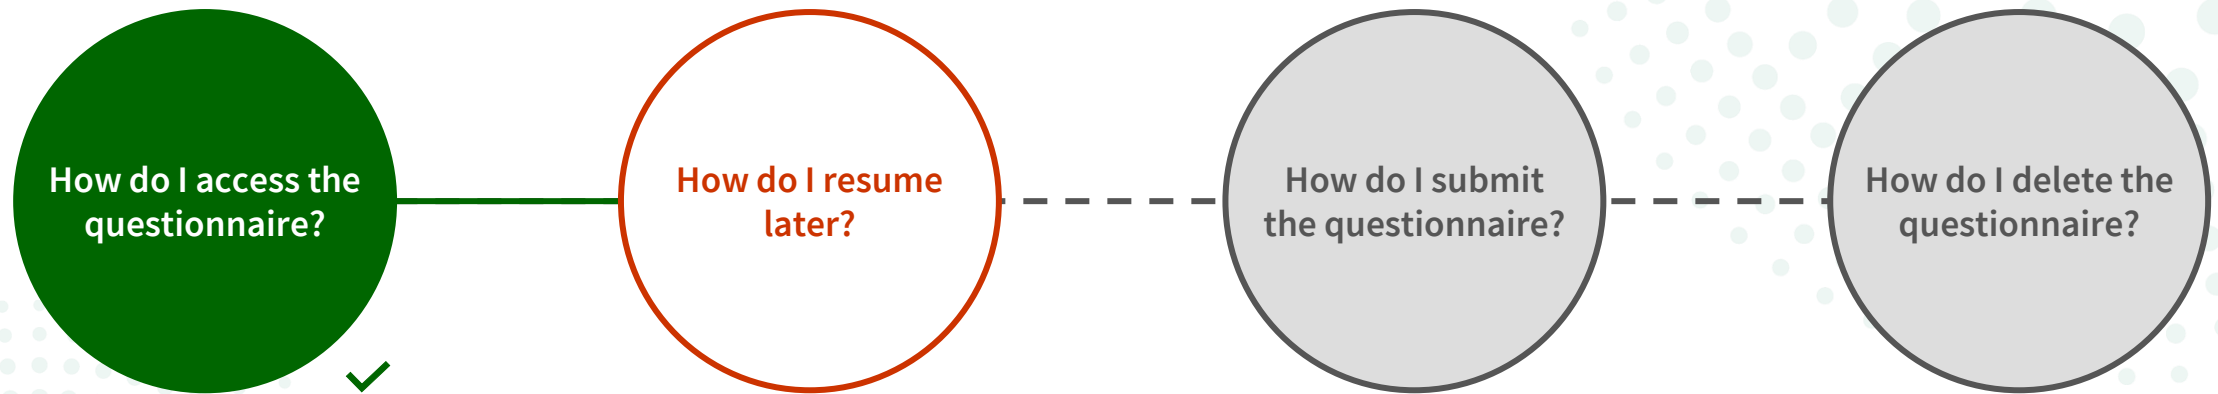 How do I access the
questionnaire?
How do I resume
later?
How do I submit
the questionnaire?
How do I delete the
questionnaire?